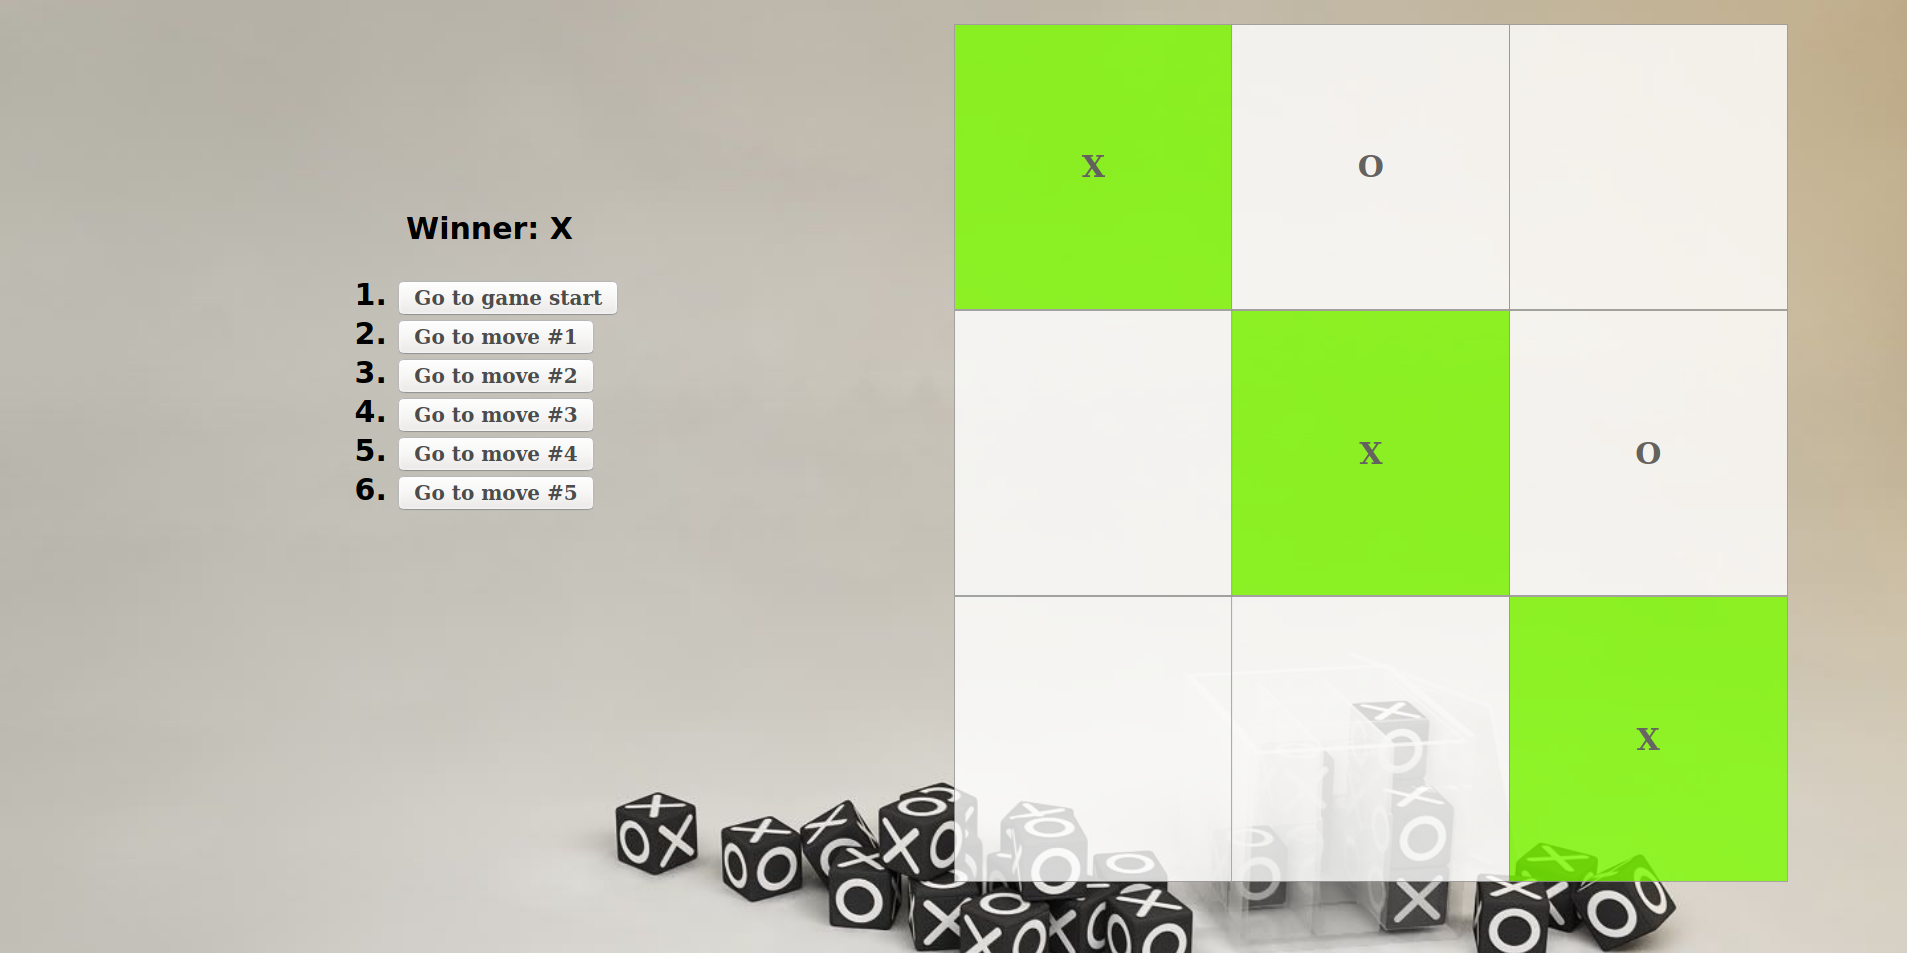 Winner: X
1. Go to game start
2. Go to move #1
3. Go to move #2
4. Go to move #3
5. Go to move #4
6. Go to move #5
X O
X O
X